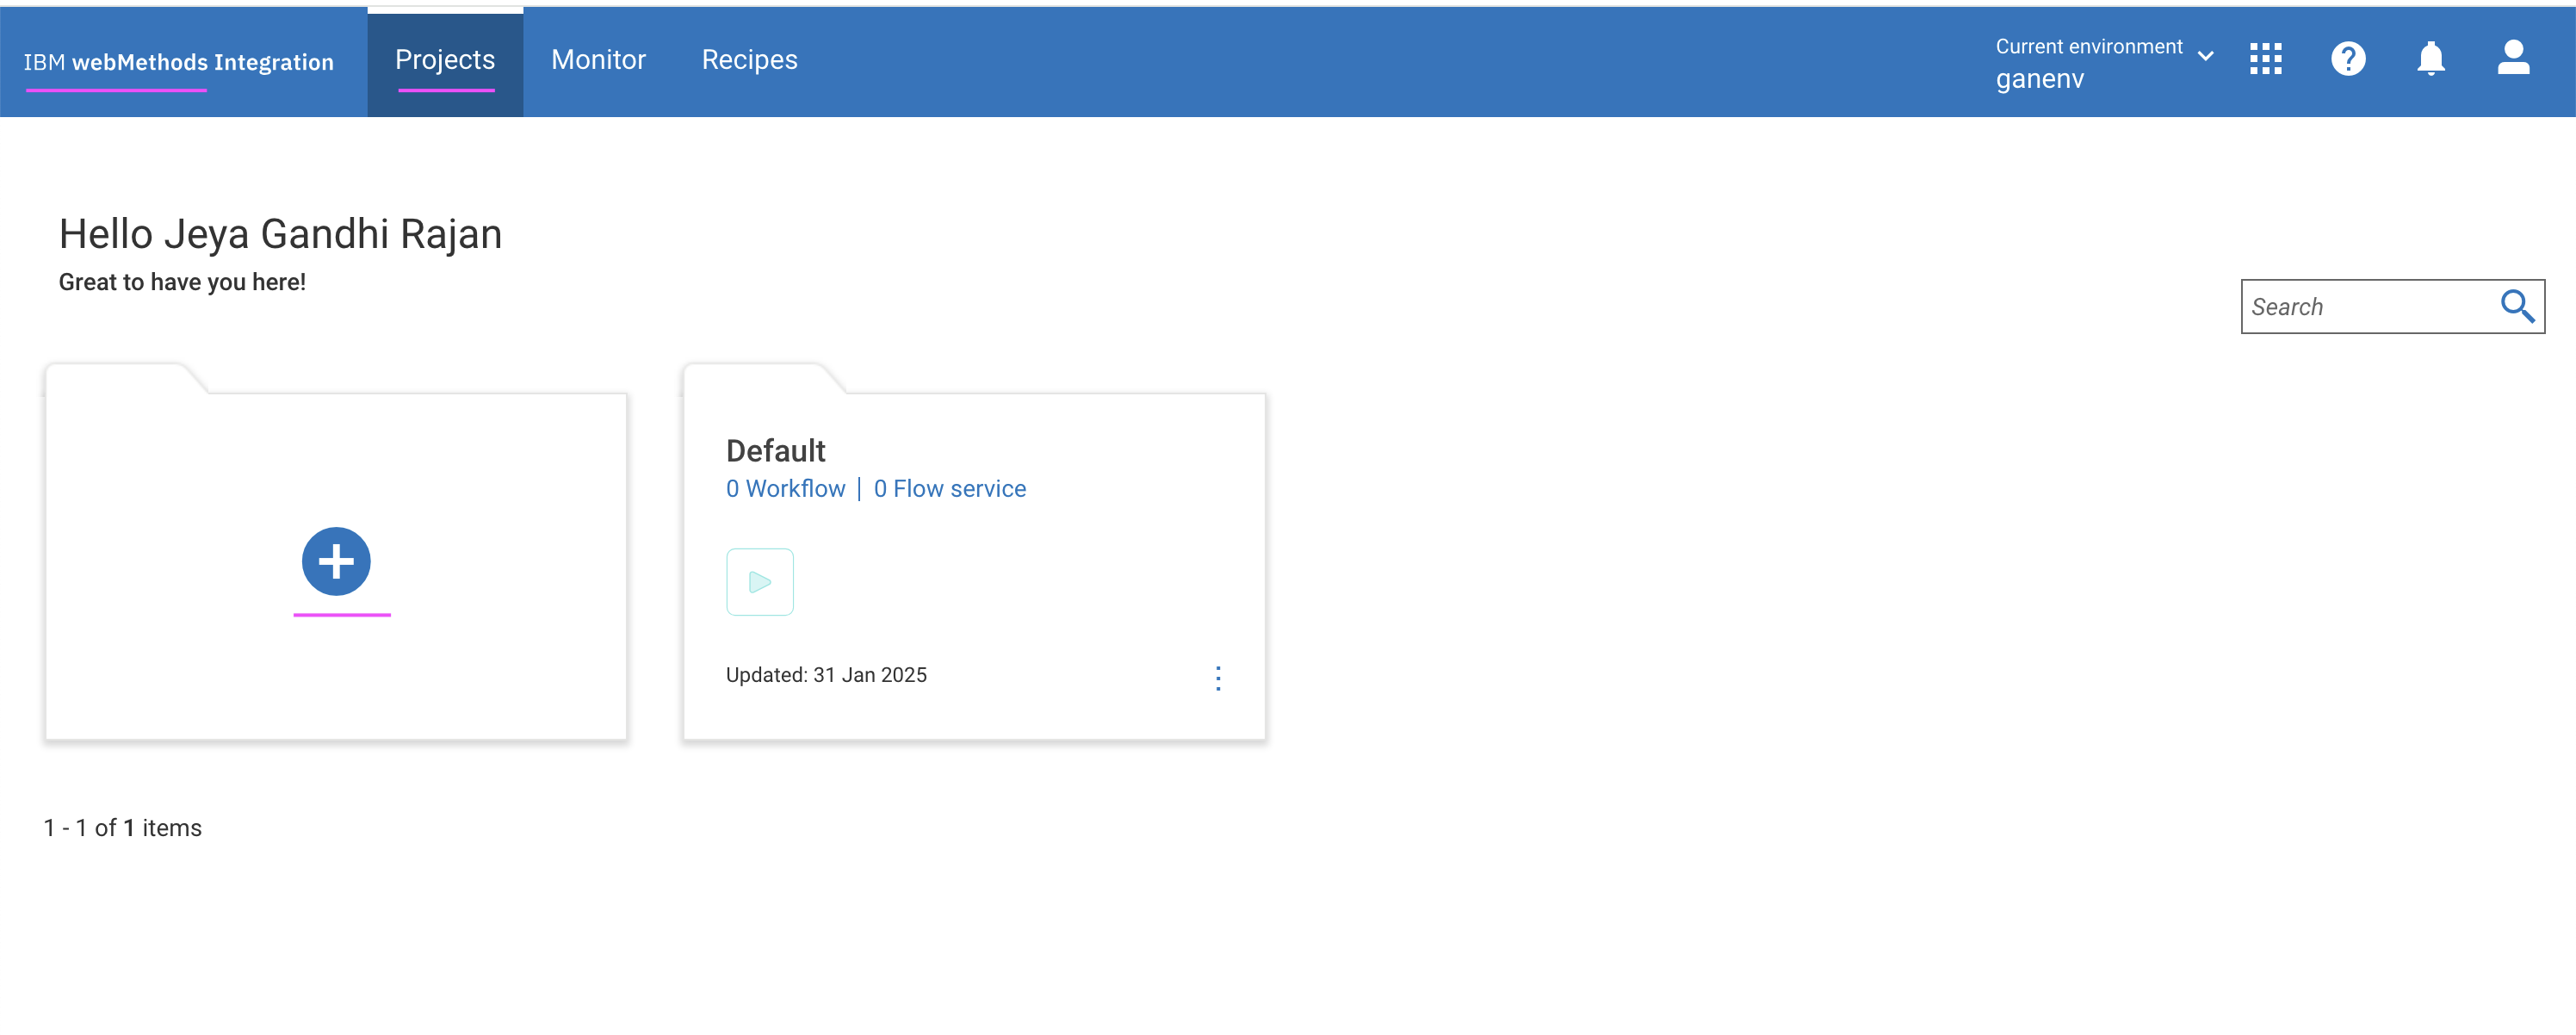 IBM webMethods Integration
Projects
Monitor
Recipes
Current environment
ganenv
Hello Jeya Gandhi Rajan
Great to have you here!
Search
Default
0 Workflow | 0 Flow service
Updated: 31 Jan 2025
1 - 1 of 1 items